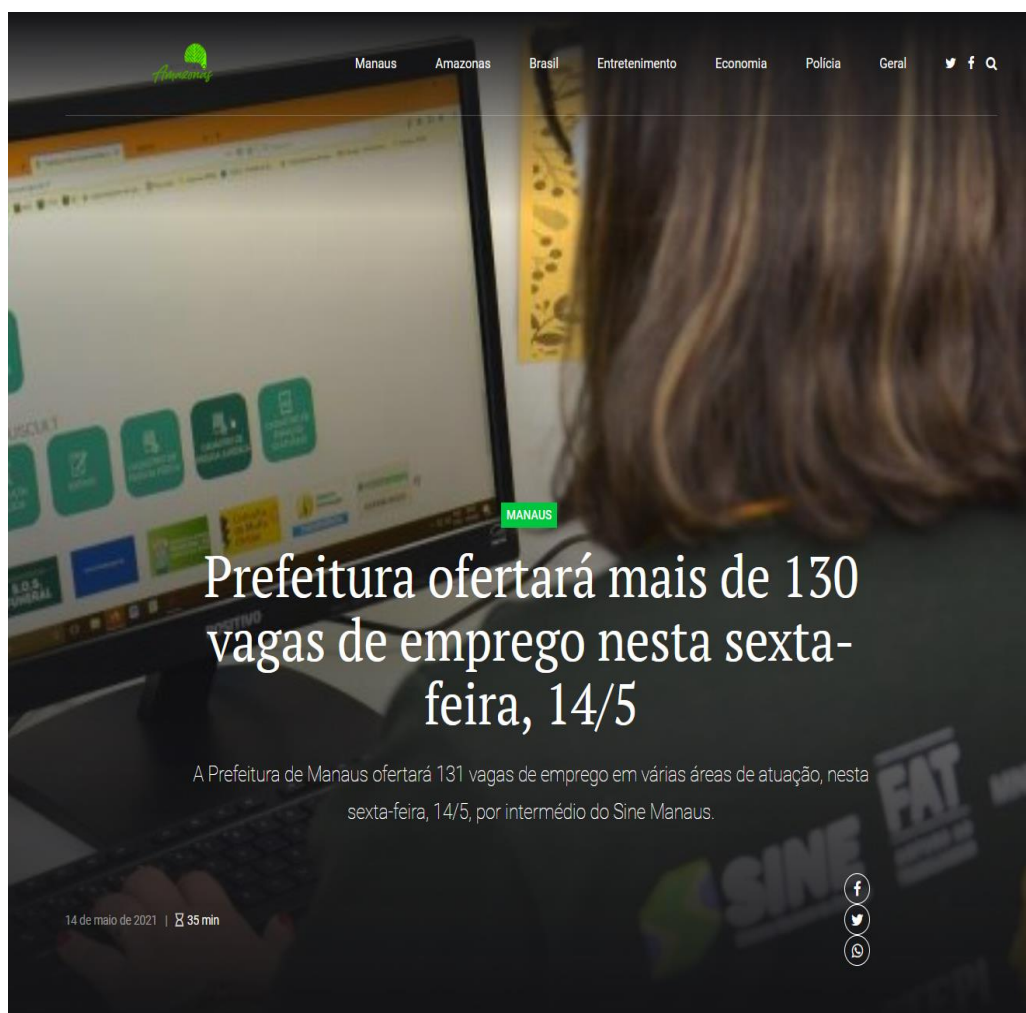 Amazonas
Manaus Amazonas Brasil Entretenimento Economia Polícia Geral
MANAUS
Prefeitura ofertará mais de 130
vagas de emprego nesta sexta-
feira, 14/5
A Prefeitura de Manaus ofertará 131 vagas de emprego em várias áreas de atuação, nesta
sexta-feira, 14/5, por intermédio do Sine Manaus.
14 de maio de 2021 | 35 min
S.O.S.
FUNERAL
POSITIVO
SINE
FAT